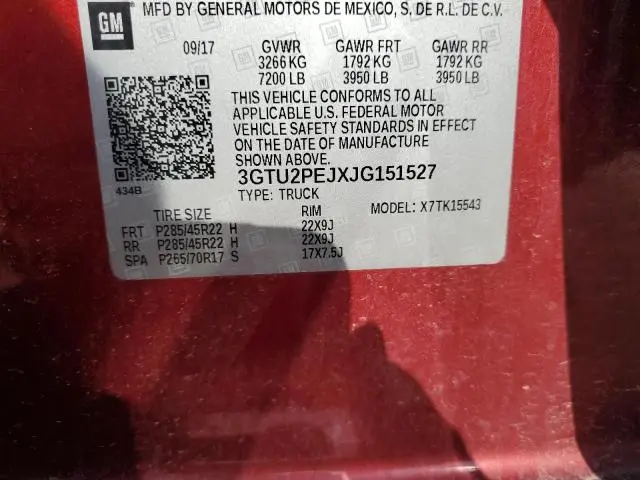 GM
MFD BY GENERAL MOTORS DE MEXICO, S. DE R.L. DE C.V.
09/17 GVWR GAWR FRT GAWR RR
3266 KG 1792 KG 1792 KG
7200 LB 3950 LB 3950 LB
THIS VEHICLE CONFORMS TO ALL
APPLICABLE U.S. FEDERAL MOTOR
VEHICLE SAFETY STANDARDS IN EFFECT
ON THE DATE OF MANUFACTURE
SHOWN ABOVE.
3GTU2PEJXJG151527
434B TYPE: TRUCK
TIRE SIZE RIM MODEL: X7TK15543
FRT P285/45R22 H 22X9J
RR P285/45R22 H 22X9J
SPA P265/70R17 S 17X7.5J